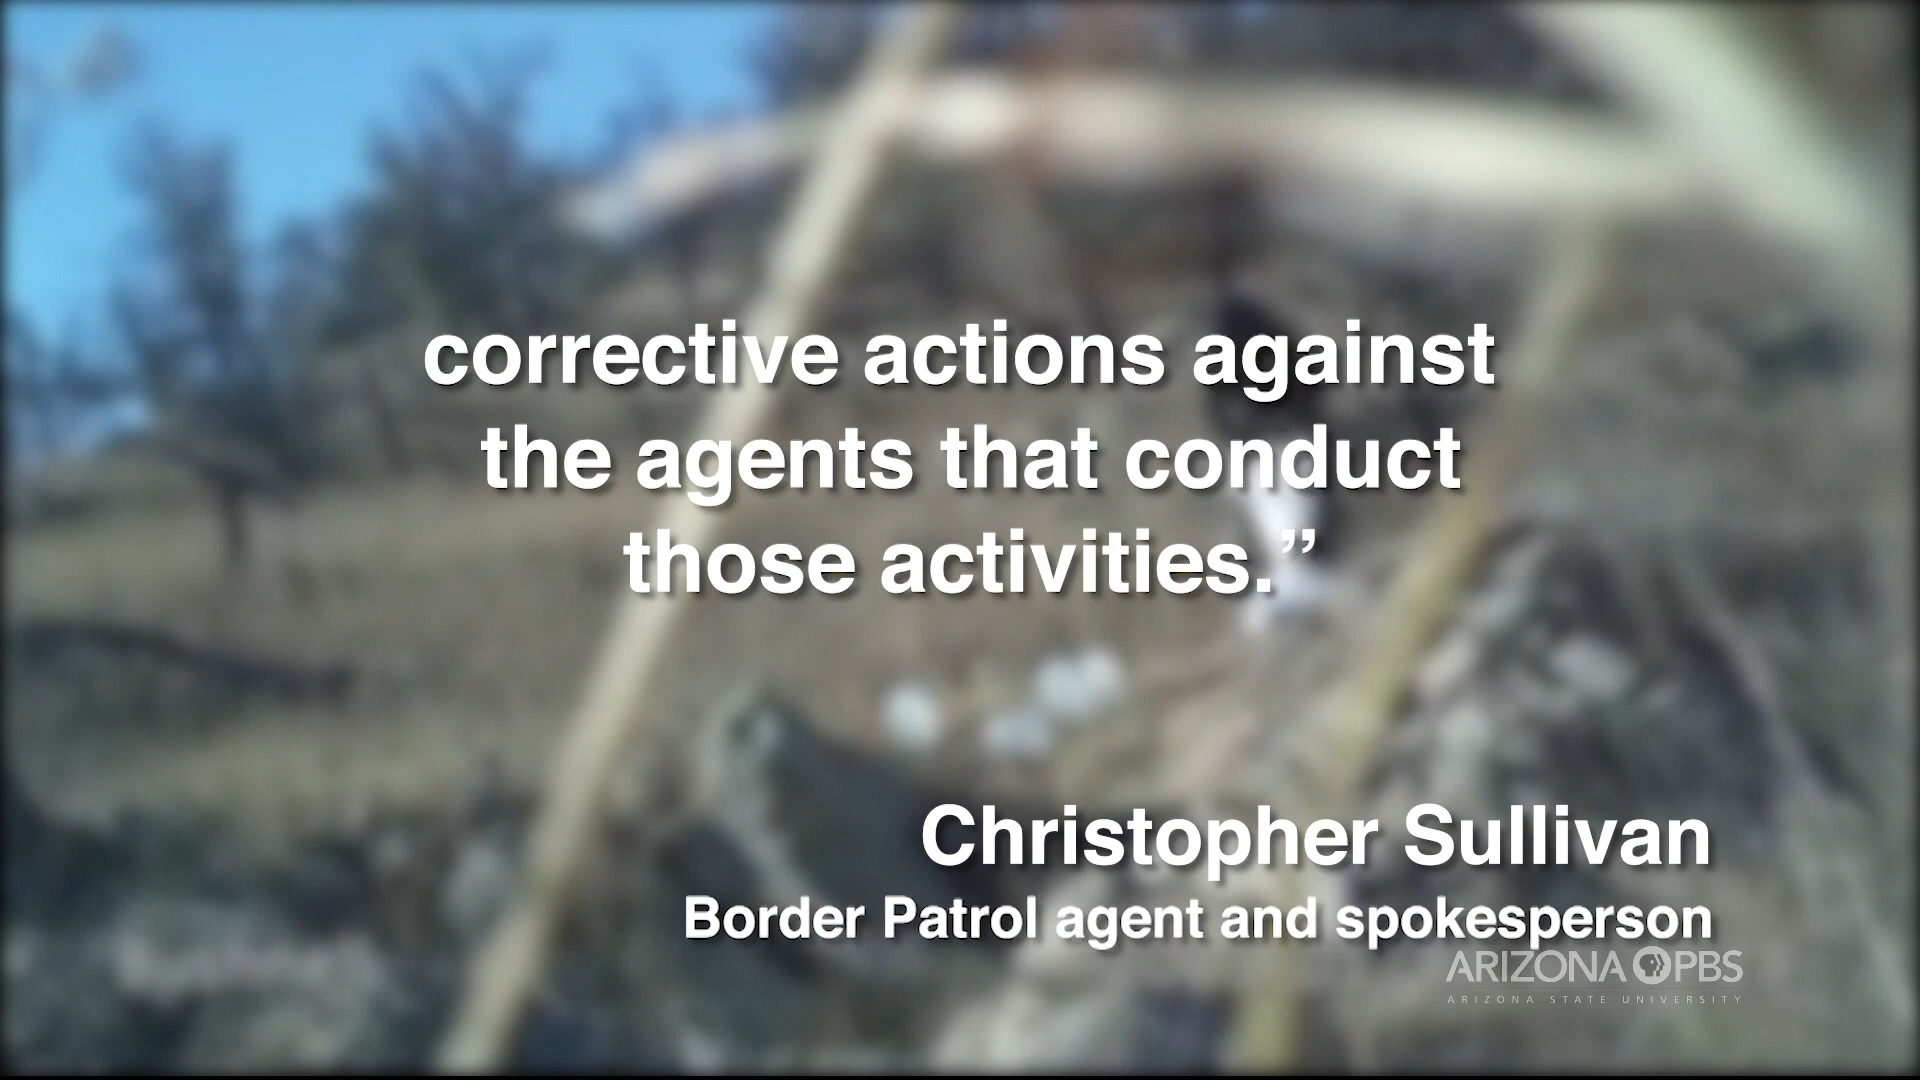 corrective actions against
the agents that conduct
those activities.”
Christopher Sullivan
Border Patrol agent and spokesperson
ARIZONA PBS
ARIZONA STATE UNIVERSITY